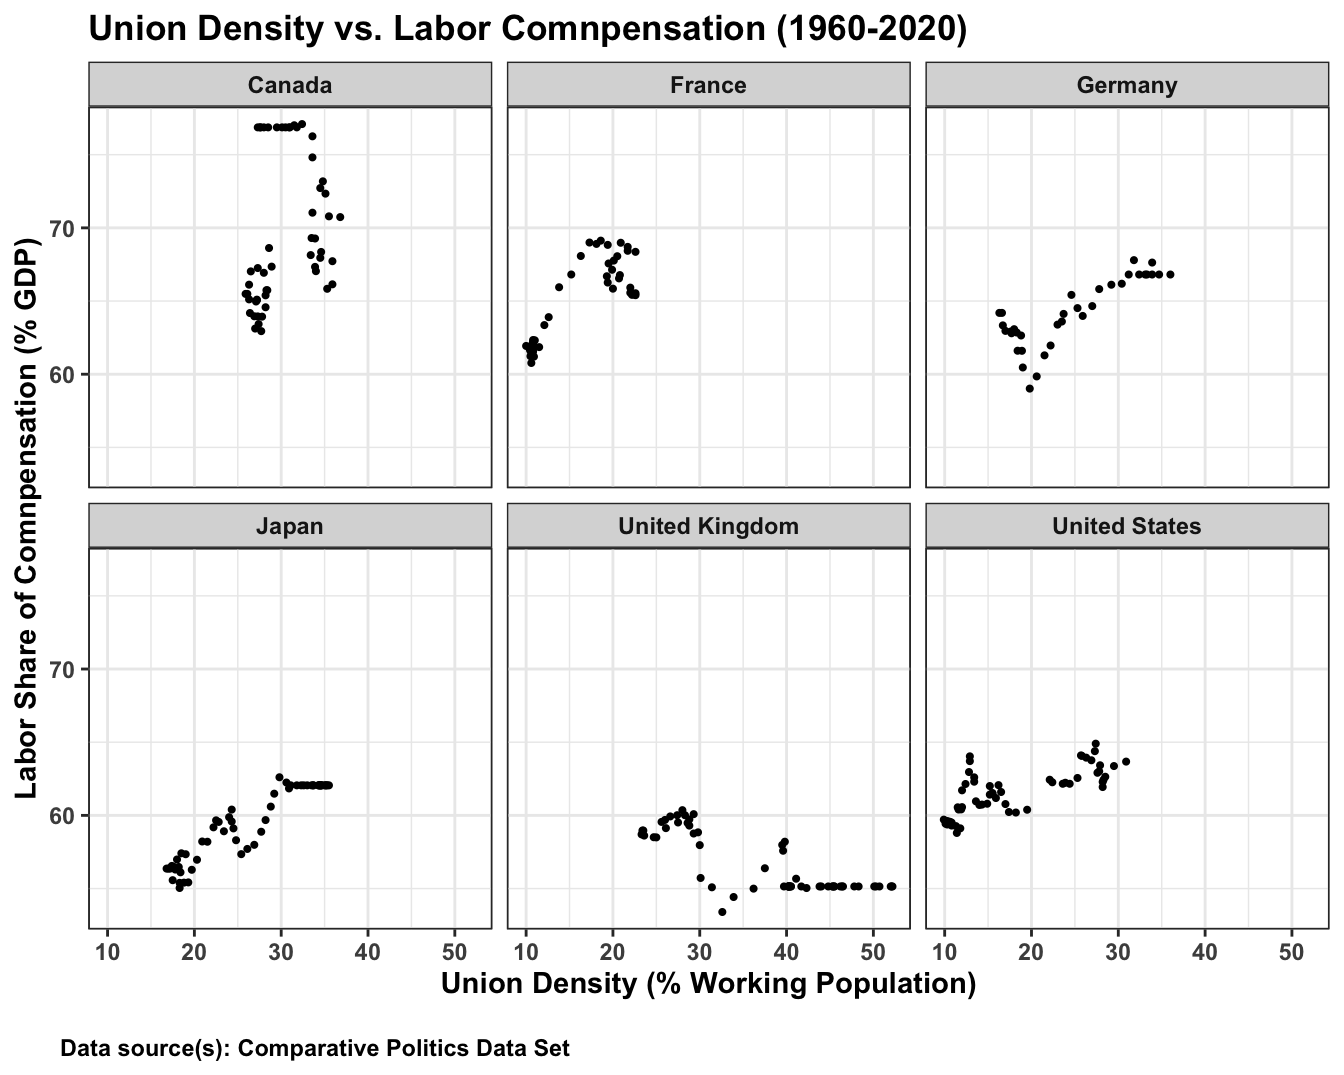 Union Density vs. Labor Comnpensation (1960-2020)
Canada
France
Germany
Labor Share of Comnpensation (% GDP)
70
60
Japan
United Kingdom
United States
70
60
10 20 30 40 50
10 20 30 40 50
10 20 30 40 50
Union Density (% Working Population)
Data source(s): Comparative Politics Data Set